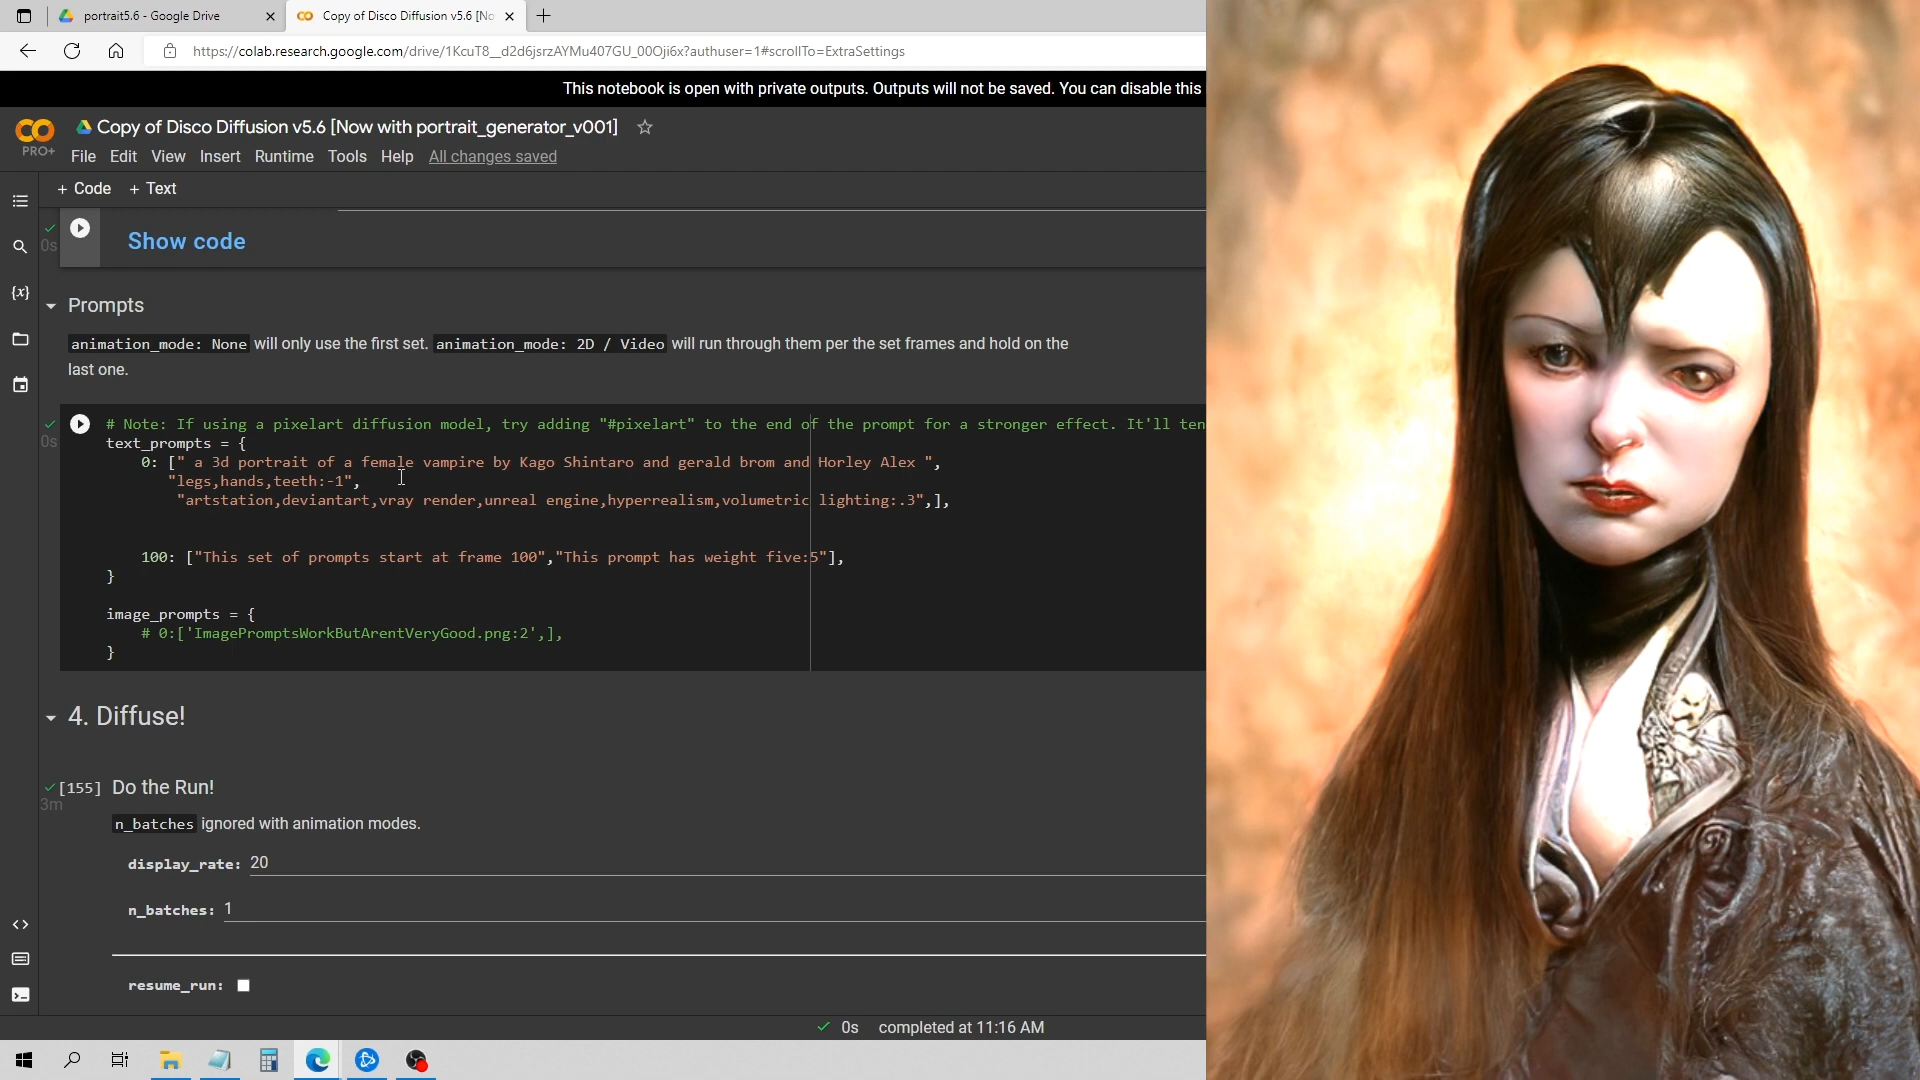 portrait5.6 - Google Drive
Copy of Disco Diffusion v5.6 [No
https://colab.research.google.com/drive/1KcuT8__d2d6jsrzAYMu407GU_00Oji6x?authuser=1#scrollTo=ExtraSettings
This notebook is open with private outputs. Outputs will not be saved. You can disable this
Copy of Disco Diffusion v5.6 [Now with portrait_generator_v001]
PRO+
File Edit View Insert Runtime Tools Help All changes saved
+ Code + Text
0s
Show code
Prompts
animation_mode: None will only use the first set. animation_mode: 2D / Video will run through them per the set frames and hold on the
last one.
0s
# Note: If using a pixelart diffusion model, try adding "#pixelart" to the end of the prompt for a stronger effect. It'll ten
text_prompts = {
0: [" a 3d portrait of a female vampire by Kago Shintaro and gerald brom and Horley Alex ",
"legs,hands,teeth:-1",
"artstation,deviantart,vray render,unreal engine,hyperrealism,volumetric lighting:.3",],
100: ["This set of prompts start at frame 100","This prompt has weight five:5"],
}
image_prompts = {
# 0:['ImagePromptsWorkButArentVeryGood.png:2',],
}
4. Diffuse!
[155] Do the Run!
3m
n_batches ignored with animation modes.
display_rate: 20
n_batches: 1
resume_run:
0s completed at 11:16 AM